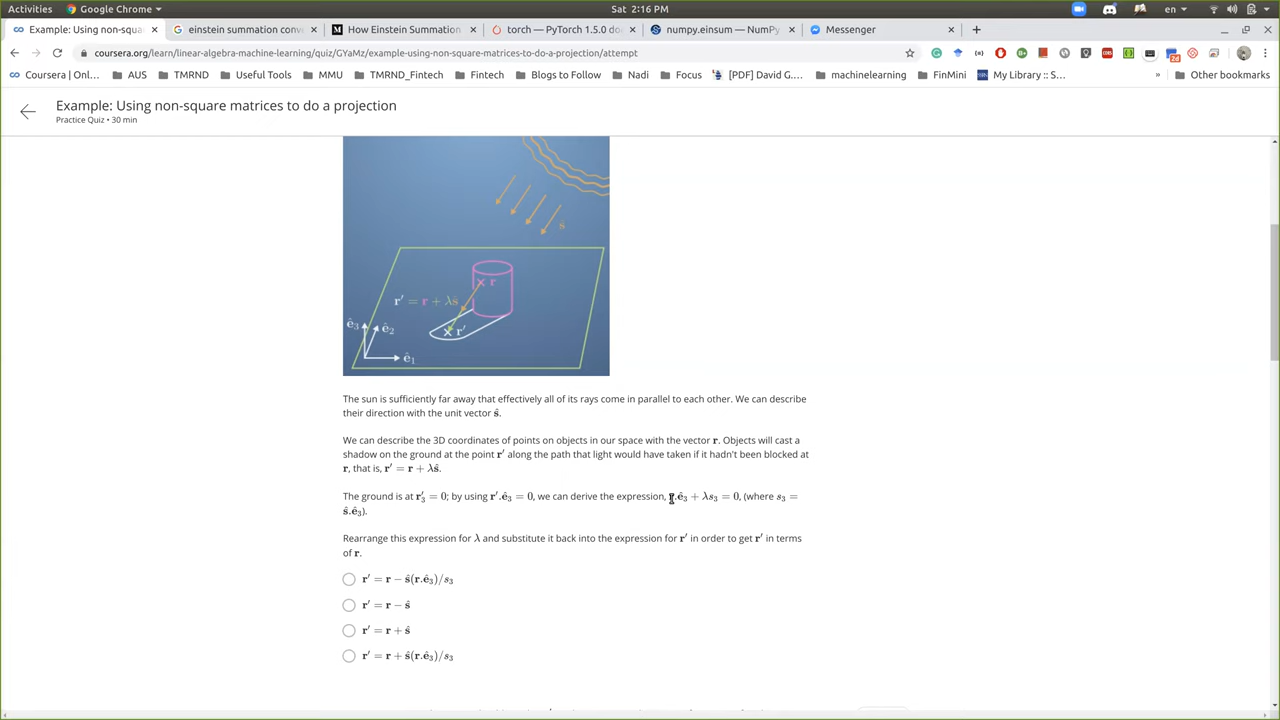 Activities
Google Chrome
Sat 2:16 PM
en
Example: Using non-squa
einstein summation conv
How Einstein Summation
torch — PyTorch 1.5.0 do
numpy.einsum — NumPy
Messenger
coursera.org/learn/linear-algebra-machine-learning/quiz/GYaMz/example-using-non-square-matrices-to-do-a-projection/attempt
Coursera | Onl...
AUS
TMRND
Useful Tools
MMU
TMRND_Fintech
Fintech
Blogs to Follow
Nadi
Focus
[PDF] David G....
machinelearning
FinMini
My Library :: S...
»
Other bookmarks
Example: Using non-square matrices to do a projection
Practice Quiz • 30 min
ŝ
r
r′ = r + λŝ
r′
ê₃
ê₂
ê₁
The sun is sufficiently far away that effectively all of its rays come in parallel to each other. We can describe
their direction with the unit vector ŝ.
We can describe the 3D coordinates of points on objects in our space with the vector r. Objects will cast a
shadow on the ground at the point r′ along the path that light would have taken if it hadn't been blocked at
r, that is, r′ = r + λŝ.
The ground is at r′₃ = 0; by using r′.ê₃ = 0, we can derive the expression, r.ê₃ + λs₃ = 0, (where s₃ =
ŝ.ê₃).
Rearrange this expression for λ and substitute it back into the expression for r′ in order to get r′ in terms
of r.
r′ = r − ŝ(r.ê₃)/s₃
r′ = r − ŝ
r′ = r + ŝ
r′ = r + ŝ(r.ê₃)/s₃